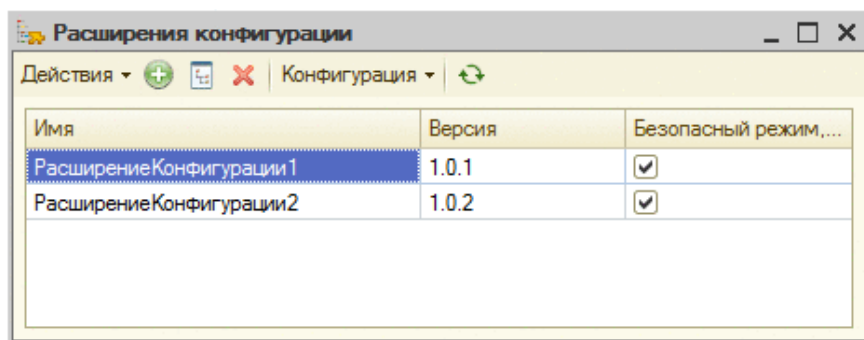 Расширения конфигурации
Действия Конфигурация
Имя Версия Безопасный режим,...
РасширениеКонфигурации1 1.0.1
РасширениеКонфигурации2 1.0.2